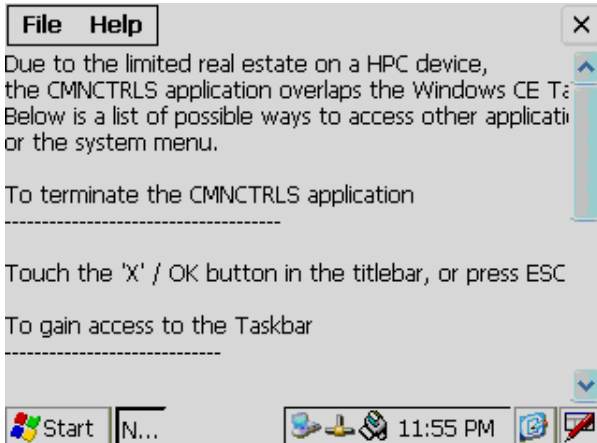 File Help
Due to the limited real estate on a HPC device,
the CMNCTRLS application overlaps the Windows CE Ta
Below is a list of possible ways to access other applicati
or the system menu.
To terminate the CMNCTRLS application
-----------------------------------
Touch the 'X' / OK button in the titlebar, or press ESC
To gain access to the Taskbar
----------------------------
Start N... 11:55 PM